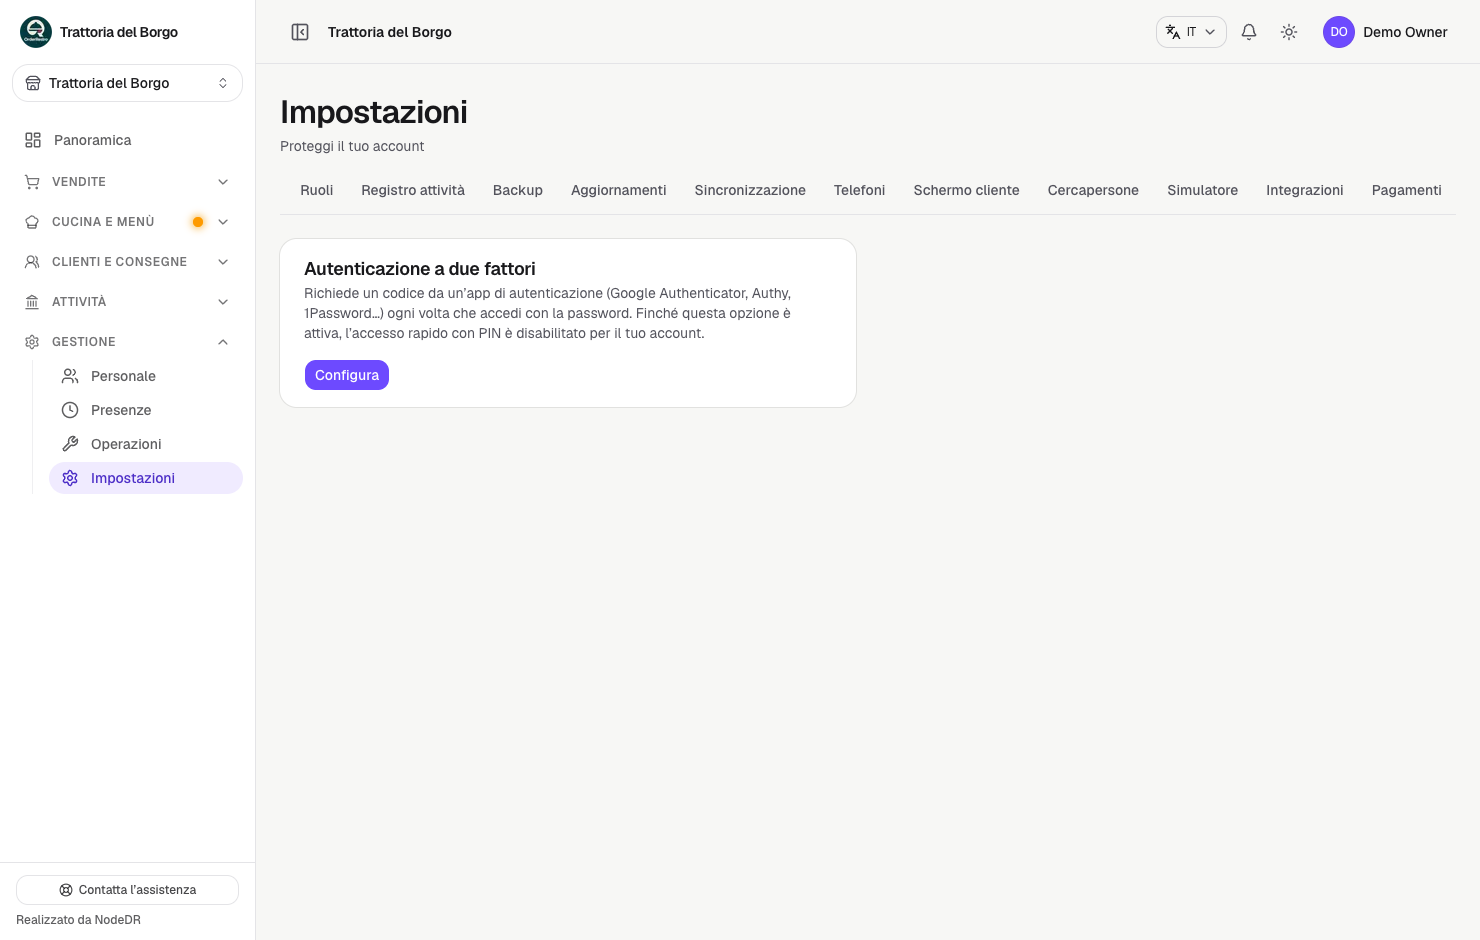 Trattoria del Borgo
Trattoria del Borgo
Panoramica
VENDITE
CUCINA E MENÙ
CLIENTI E CONSEGNE
ATTIVITÀ
GESTIONE
Personale
Presenze
Operazioni
Impostazioni
Contatta l'assistenza
Realizzato da NodeDR
Trattoria del Borgo
IT
DO
Demo Owner
Impostazioni
Proteggi il tuo account
Ruoli Registro attività Backup Aggiornamenti Sincronizzazione Telefoni Schermo cliente Cercapersone Simulatore Integrazioni Pagamenti
Autenticazione a due fattori
Richiede un codice da un'app di autenticazione (Google Authenticator, Authy,
1Password…) ogni volta che accedi con la password. Finché questa opzione è
attiva, l'accesso rapido con PIN è disabilitato per il tuo account.
Configura